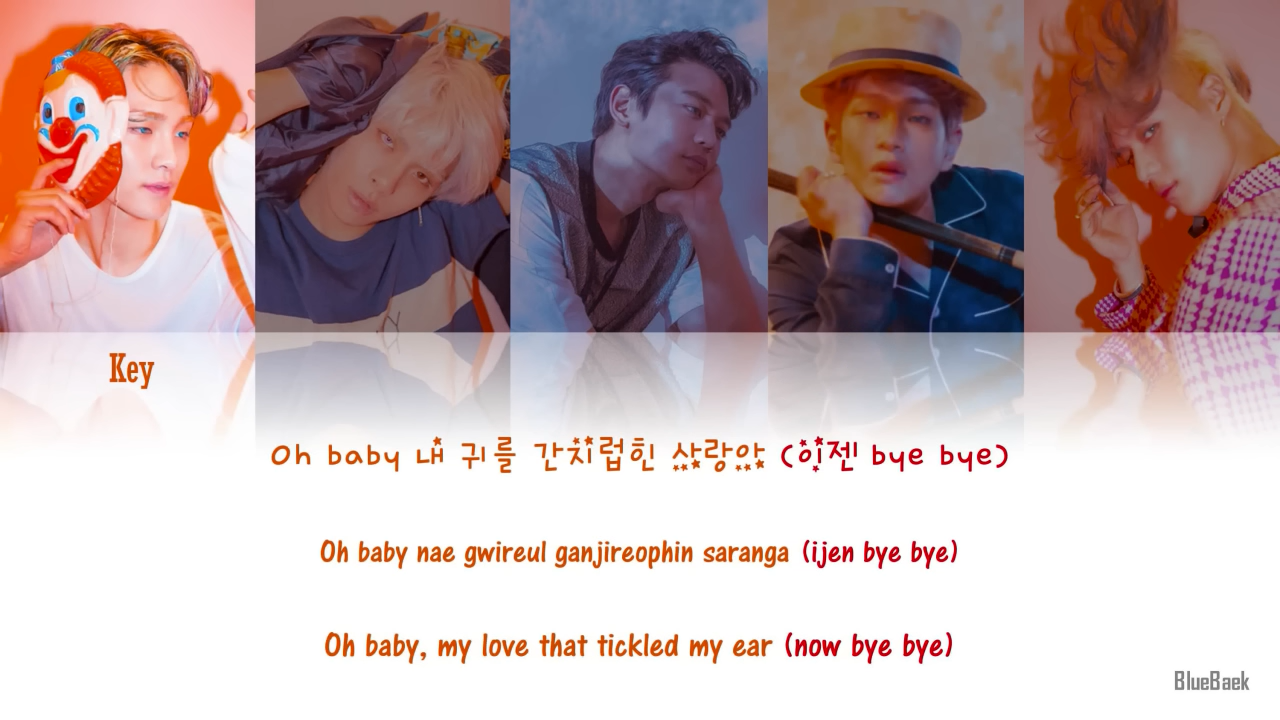 Key
Oh baby 내 귀를 간지럽힌 사랑아 (이젠 bye bye)
Oh baby nae gwireul ganjireophin saranga (ijen bye bye)
Oh baby, my love that tickled my ear (now bye bye)
BlueBaek